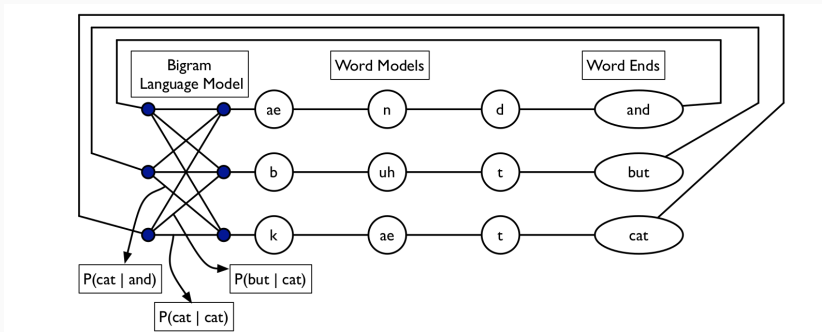 Bigram
Language Model
Word Models
Word Ends
ae
n
d
and
b
uh
t
but
k
ae
t
cat
P(cat | and)
P(but | cat)
P(cat | cat)